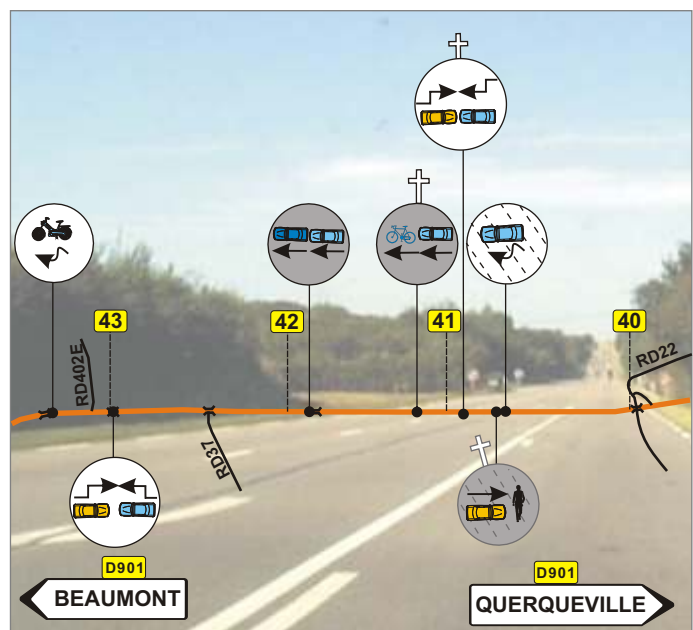 43
42
41
40
RD402E
RD22
RD37
D901
BEAUMONT
D901
QUERQUEVILLE